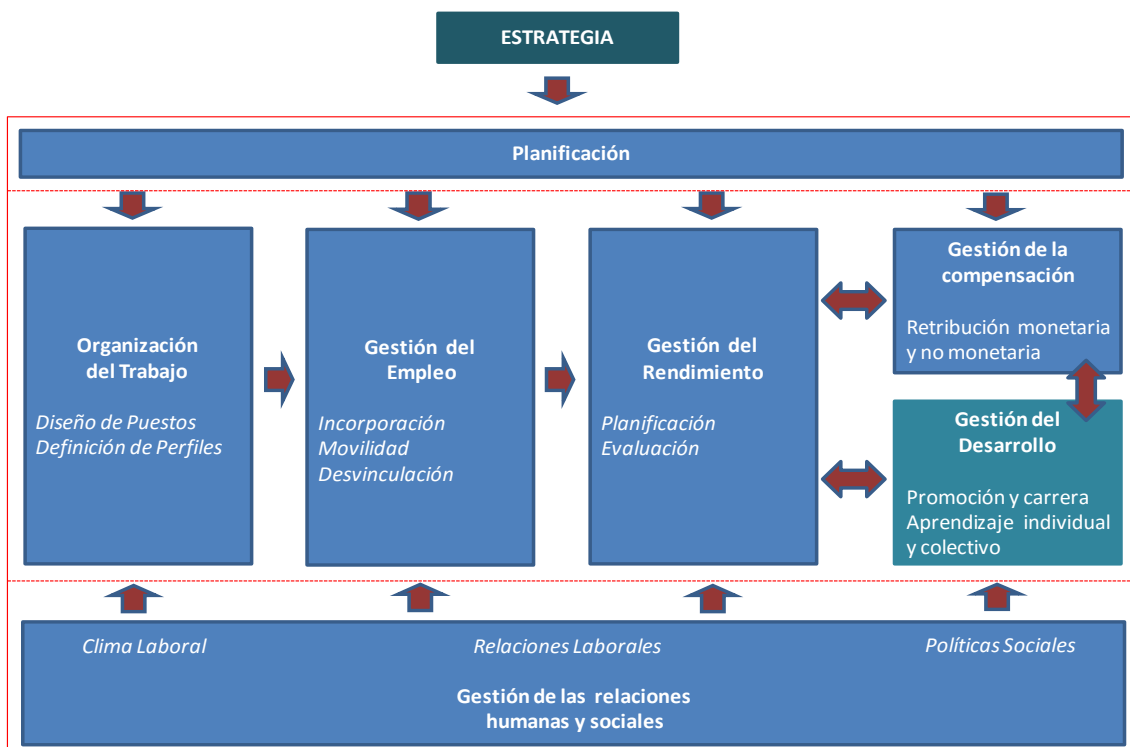 ESTRATEGIA
Planificación
Organización
del Trabajo
Diseño de Puestos
Definición de Perfiles
Gestión del
Empleo
Incorporación
Movilidad
Desvinculación
Gestión del
Rendimiento
Planificación
Evaluación
Gestión de la
compensación
Retribución monetaria
y no monetaria
Gestión del
Desarrollo
Promoción y carrera
Aprendizaje individual
y colectivo
Clima Laboral
Relaciones Laborales
Políticas Sociales
Gestión de las relaciones
humanas y sociales